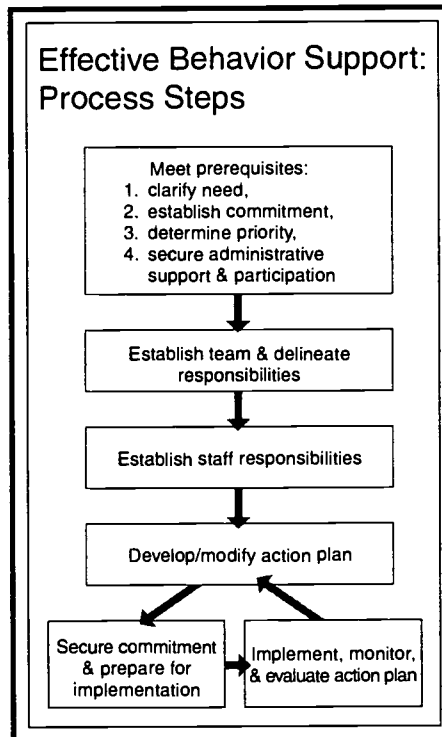 Effective Behavior Support:
Process Steps
Meet prerequisites:
1. clarify need,
2. establish commitment,
3. determine priority,
4. secure administrative
support & participation
Establish team & delineate
responsibilities
Establish staff responsibilities
Develop/modify action plan
Secure commitment
& prepare for
implementation
Implement, monitor,
& evaluate action plan